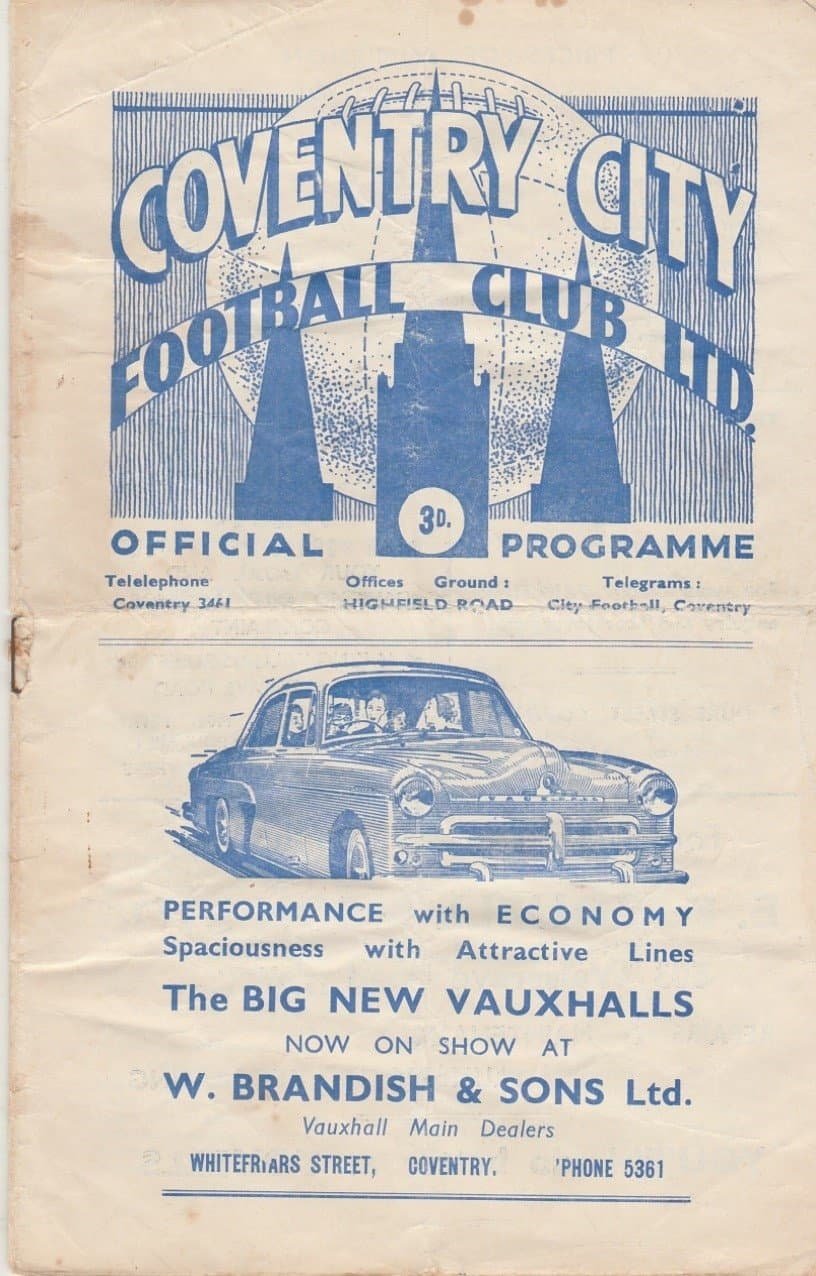 COVENTRY CITY
FOOTBALL CLUB LTD.
3D.
OFFICIAL PROGRAMME
Telelephone Offices Ground : Telegrams :
Coventry 3461 HIGHFIELD ROAD City Football, Coventry
VAUXHALL
PERFORMANCE with ECONOMY
Spaciousness with Attractive Lines
The BIG NEW VAUXHALLS
NOW ON SHOW AT
W. BRANDISH & SONS Ltd.
Vauxhall Main Dealers
WHITEFRIARS STREET, COVENTRY. 'PHONE 5361